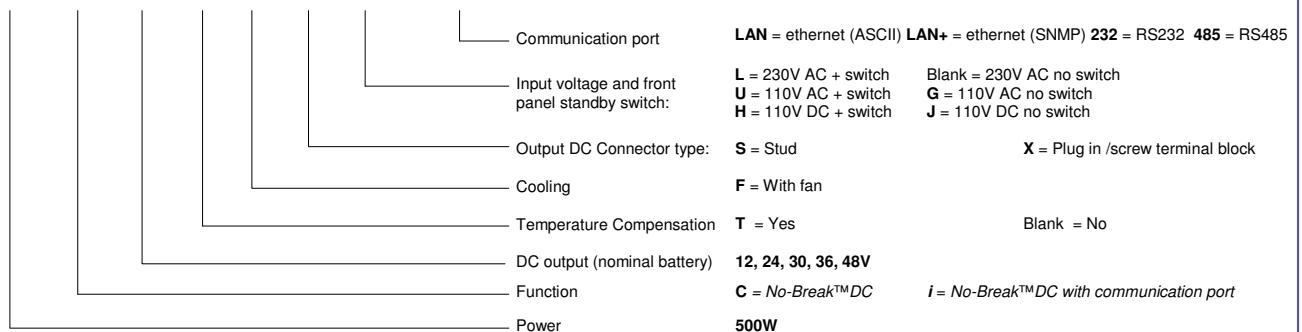 Communication port LAN = ethernet (ASCII) LAN+ = ethernet (SNMP) 232 = RS232 485 = RS485
Input voltage and front panel standby switch:
L = 230V AC + switch Blank = 230V AC no switch
U = 110V AC + switch G = 110V AC no switch
H = 110V DC + switch J = 110V DC no switch
Output DC Connector type: S = Stud X = Plug in /screw terminal block
Cooling F = With fan
Temperature Compensation T = Yes Blank = No
DC output (nominal battery) 12, 24, 30, 36, 48V
Function C = No-Break™DC i = No-Break™DC with communication port
Power 500W